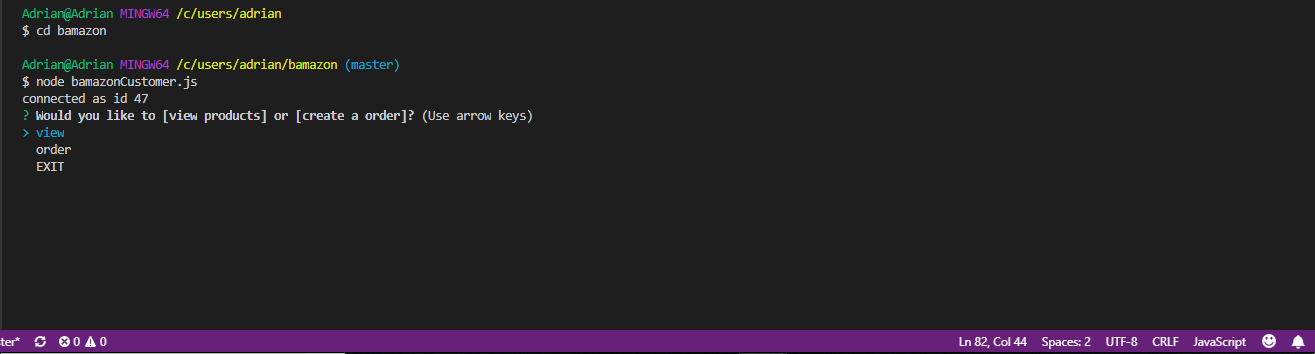 Adrian@Adrian MINGW64 /c/users/adrian
$ cd bamazon
Adrian@Adrian MINGW64 /c/users/adrian/bamazon (master)
$ node bamazonCustomer.js
connected as id 47
? Would you like to [view products] or [create a order]? (Use arrow keys)
> view
order
EXIT
ter* 0 0 Ln 82, Col 44 Spaces: 2 UTF-8 CRLF JavaScript